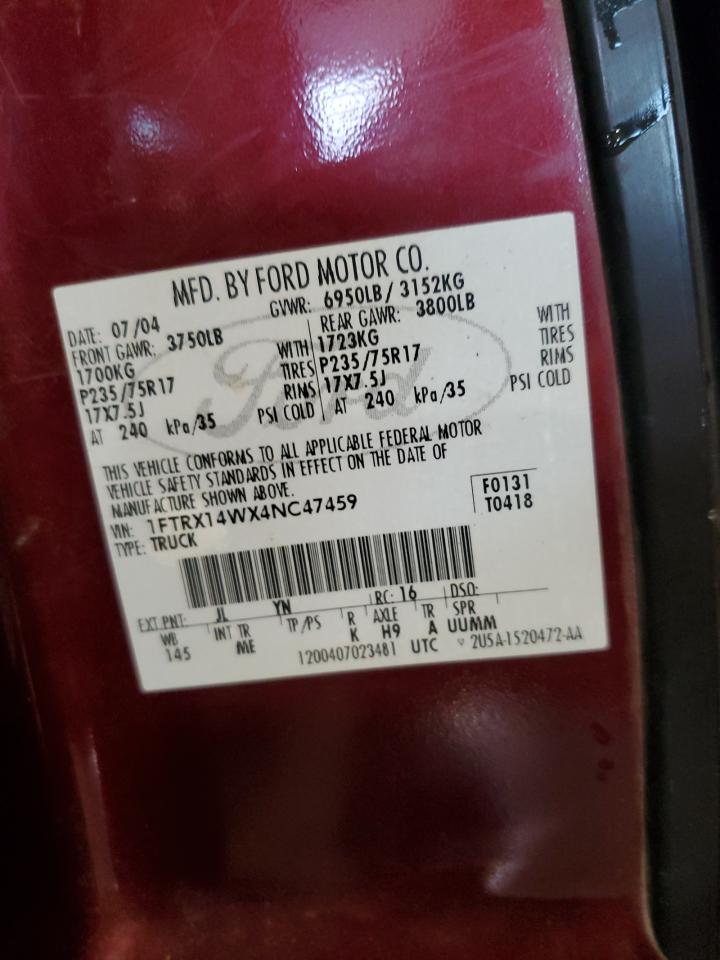 MFD. BY FORD MOTOR CO.
DATE: 07/04 GVWR: 6950LB/ 3152KG
FRONT GAWR: 3750LB REAR GAWR: 3800LB
1700KG WITH 1723KG WITH
P235/75R17 TIRES P235/75R17 TIRES
17X7.5J RIMS 17X7.5J RIMS
AT 240 kPa/35 PSI COLD AT 240 kPa/35 PSI COLD
Ford
THIS VEHICLE CONFORMS TO ALL APPLICABLE FEDERAL MOTOR
VEHICLE SAFETY STANDARDS IN EFFECT ON THE DATE OF
MANUFACTURE SHOWN ABOVE.
VIN: 1FTRX14WX4NC47459 F0131
TYPE: TRUCK T0418
EXT PNT: JL YN RC: 16 DSO:
WB INT TR TP/PS R AXLE TR SPR
145 ME K H9 A UUMM
1200407023481 UTC ▽ 2U5A-1520472-AA